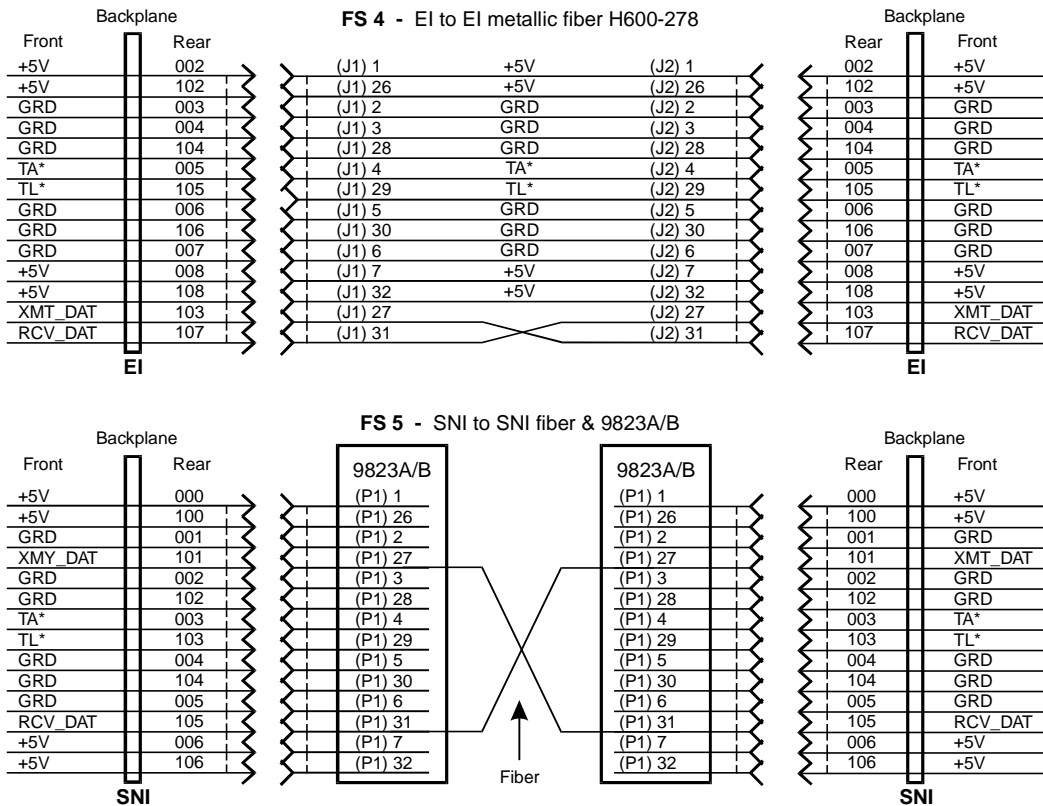 FS 4 - EI to EI metallic fiber H600-278
Backplane Backplane
Front Rear Rear Front
+5V 002 (J1) 1 +5V (J2) 1 002 +5V
+5V 102 (J1) 26 +5V (J2) 26 102 +5V
GRD 003 (J1) 2 GRD (J2) 2 003 GRD
GRD 004 (J1) 3 GRD (J2) 3 004 GRD
GRD 104 (J1) 28 GRD (J2) 28 104 GRD
TA* 005 (J1) 4 TA* (J2) 4 005 TA*
TL* 105 (J1) 29 TL* (J2) 29 105 TL*
GRD 006 (J1) 5 GRD (J2) 5 006 GRD
GRD 106 (J1) 30 GRD (J2) 30 106 GRD
GRD 007 (J1) 6 GRD (J2) 6 007 GRD
+5V 008 (J1) 7 +5V (J2) 7 008 +5V
+5V 108 (J1) 32 +5V (J2) 32 108 +5V
XMT_DAT 103 (J1) 27 (J2) 27 103 XMT_DAT
RCV_DAT 107 (J1) 31 (J2) 31 107 RCV_DAT
EI EI
FS 5 - SNI to SNI fiber & 9823A/B
Backplane Backplane
Front Rear 9823A/B 9823A/B Rear Front
+5V 000 (P1) 1 (P1) 1 000 +5V
+5V 100 (P1) 26 (P1) 26 100 +5V
GRD 001 (P1) 2 (P1) 2 001 GRD
XMY_DAT 101 (P1) 27 (P1) 27 101 XMT_DAT
GRD 002 (P1) 3 (P1) 3 002 GRD
GRD 102 (P1) 28 (P1) 28 102 GRD
TA* 003 (P1) 4 (P1) 4 003 TA*
TL* 103 (P1) 29 (P1) 29 103 TL*
GRD 004 (P1) 5 (P1) 5 004 GRD
GRD 104 (P1) 30 (P1) 30 104 GRD
GRD 005 (P1) 6 (P1) 6 005 GRD
RCV_DAT 105 (P1) 31 (P1) 31 105 RCV_DAT
+5V 006 (P1) 7 (P1) 7 006 +5V
+5V 106 (P1) 32 (P1) 32 106 +5V
Fiber
SNI SNI